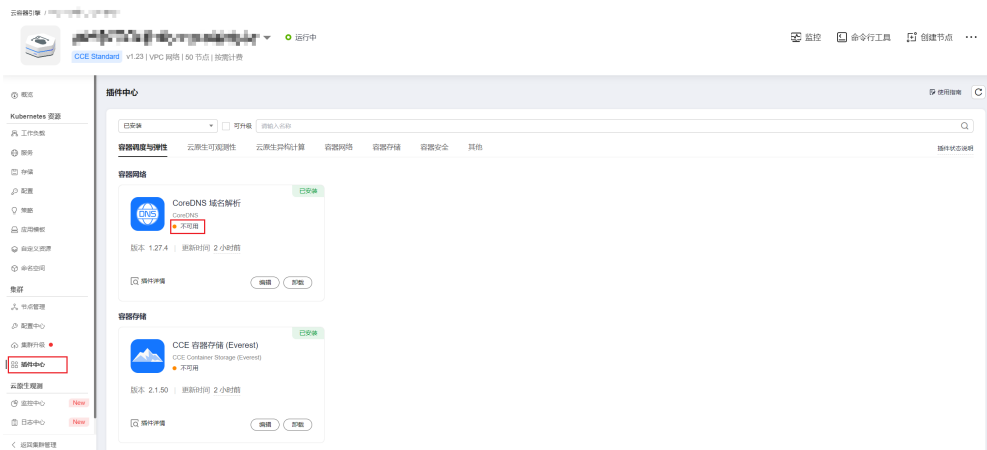 云容器引擎 /
运行中
监控
命令行工具
创建节点
CCE Standard v1.23 | VPC 网络 | 50 节点 | 按需计费
概览
Kubernetes 资源
工作负载
服务
存储
配置
策略
应用模板
自定义资源
命名空间
集群
节点管理
配置中心
集群升级
插件中心
云原生观测
监控中心 New
日志中心 New
返回集群管理
插件中心
使用指南
已安装
可升级
请输入名称
容器调度与弹性 云原生可观测性 云原生异构计算 容器网络 容器存储 容器安全 其他
插件状态说明
容器网络
已安装
CoreDNS 域名解析
DNS
CoreDNS
不可用
版本 1.27.4 | 更新时间 2 小时前
插件详情
编辑
卸载
容器存储
已安装
CCE 容器存储 (Everest)
CCE Container Storage (Everest)
不可用
版本 2.1.50 | 更新时间 2 小时前
插件详情
编辑
卸载